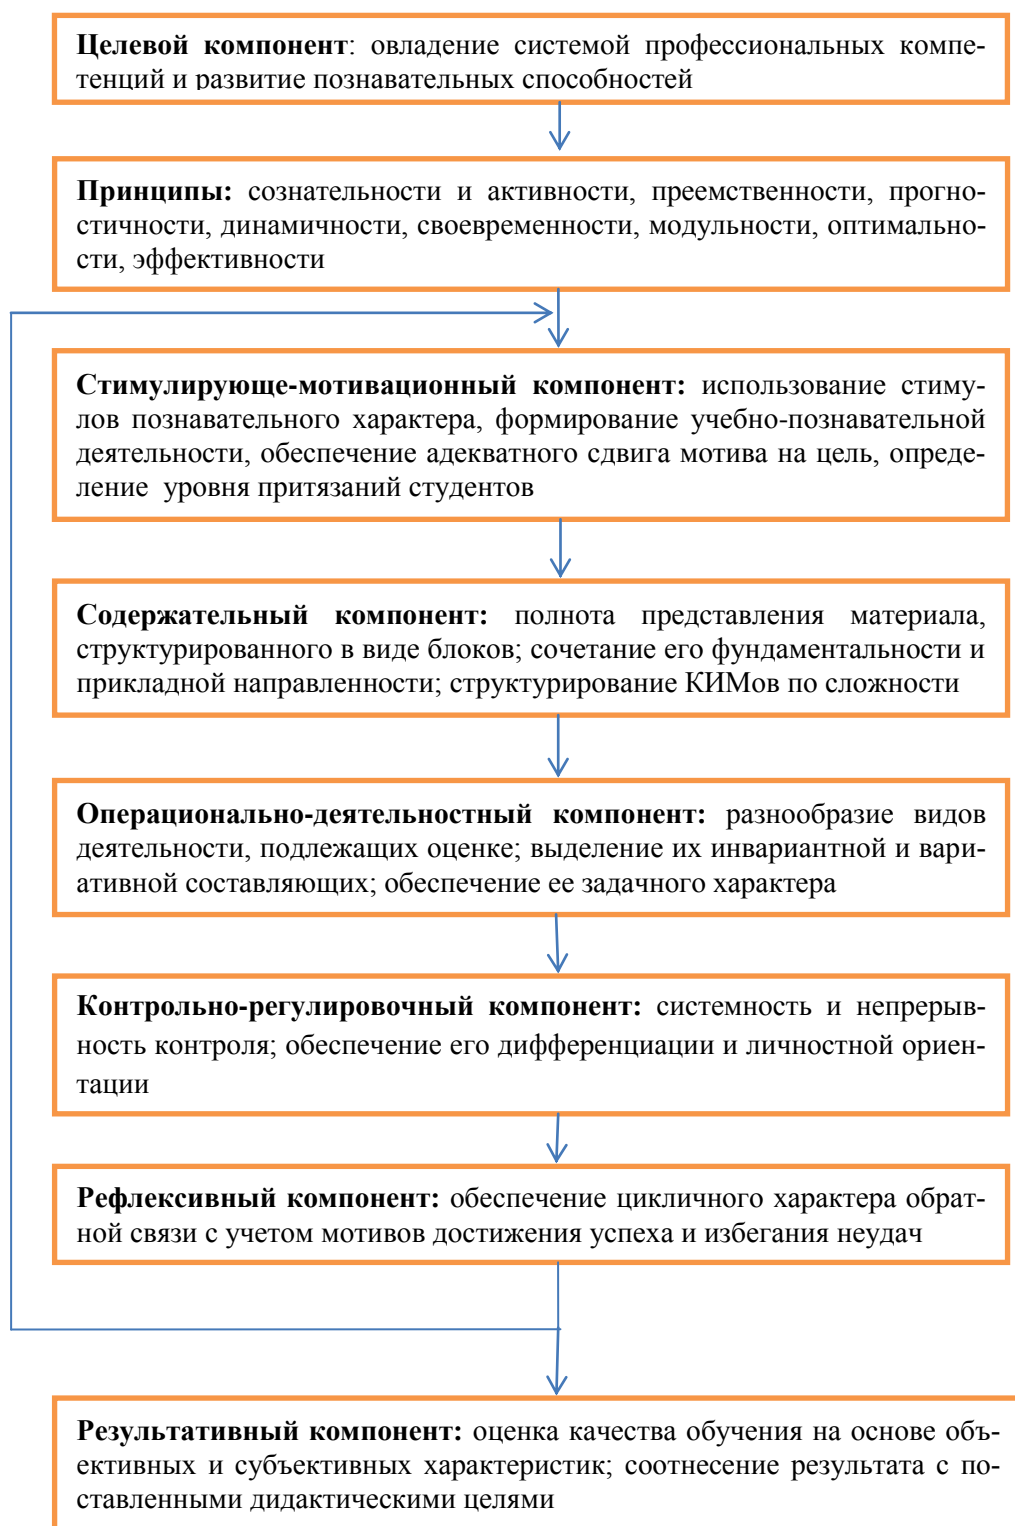 Целевой компонент: овладение системой профессиональных компе-
тенций и развитие познавательных способностей
Принципы: сознательности и активности, преемственности, прогно-
стичности, динамичности, своевременности, модульности, оптимально-
сти, эффективности
Стимулирующе-мотивационный компонент: использование стиму-
лов познавательного характера, формирование учебно-познавательной
деятельности, обеспечение адекватного сдвига мотива на цель, опреде-
ление уровня притязаний студентов
Содержательный компонент: полнота представления материала,
структурированного в виде блоков; сочетание его фундаментальности и
прикладной направленности; структурирование КИМов по сложности
Операционально-деятельностный компонент: разнообразие видов
деятельности, подлежащих оценке; выделение их инвариантной и вари-
ативной составляющих; обеспечение ее задачного характера
Контрольно-регулировочный компонент: системность и непрерыв-
ность контроля; обеспечение его дифференциации и личностной ориен-
тации
Рефлексивный компонент: обеспечение цикличного характера обрат-
ной связи с учетом мотивов достижения успеха и избегания неудач
Результативный компонент: оценка качества обучения на основе объ-
ективных и субъективных характеристик; соотнесение результата с по-
ставленными дидактическими целями